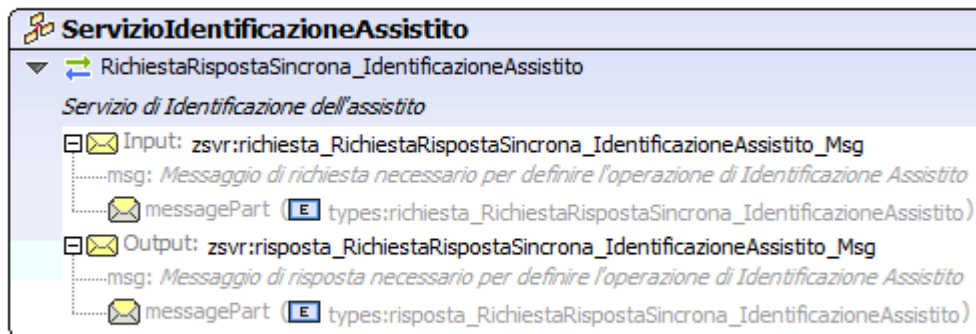 ServizioIdentificazioneAssistito
RichiestaRispostaSincrona_IdentificazioneAssistito
Servizio di Identificazione dell'assistito
Input: zsvr:richiesta_RichiestaRispostaSincrona_IdentificazioneAssistito_Msg
msg: Messaggio di richiesta necessario per definire l'operazione di Identificazione Assistito
messagePart (E types:richiesta_RichiestaRispostaSincrona_IdentificazioneAssistito)
Output: zsvr:risposta_RichiestaRispostaSincrona_IdentificazioneAssistito_Msg
msg: Messaggio di risposta necessario per definire l'operazione di Identificazione Assistito
messagePart (E types:risposta_RichiestaRispostaSincrona_IdentificazioneAssistito)